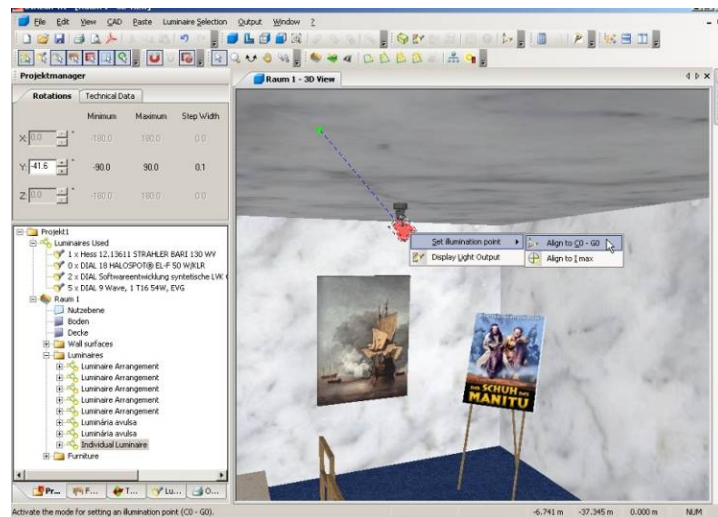 File Edit View CAD Paste Luminaire Selection Output Window ?
Projektmanager
Raum 1 - 3D View
Rotations Technical Data
Minimum Maximum Step Width
X: 0.0 ° -180.0 180.0 0.0
Y: -41.6 ° -90.0 90.0 0.1
Z: 0.0 ° -180.0 180.0 0.0
Set illumination point
Align to C0 - G0
Display Light Output
Align to I max
Projekt1
Luminaires Used
1 x Hess 12.13611 STRAHLER BARI 130 WV
0 x DIAL 18 HALOSPOT® EL-F 50 W/KLR
2 x DIAL Softwareentwicklung syntetische LVK
5 x DIAL 9 Wave, 1 T16 54W, EVG
Raum 1
Nutzebene
Boden
Decke
Wall surfaces
Luminaires
Luminaire Arrangement
Luminaire Arrangement
Luminaire Arrangement
Luminaire Arrangement
Luminaire Arrangement
Luminária avulsa
Luminária avulsa
Individual Luminaire
Furniture
DER SCHUH DES
MANITU
Pr... F... T... Lu... O...
Activate the mode for setting an illumination point (C0 - G0).
-6.741 m -37.345 m 0.000 m NUM